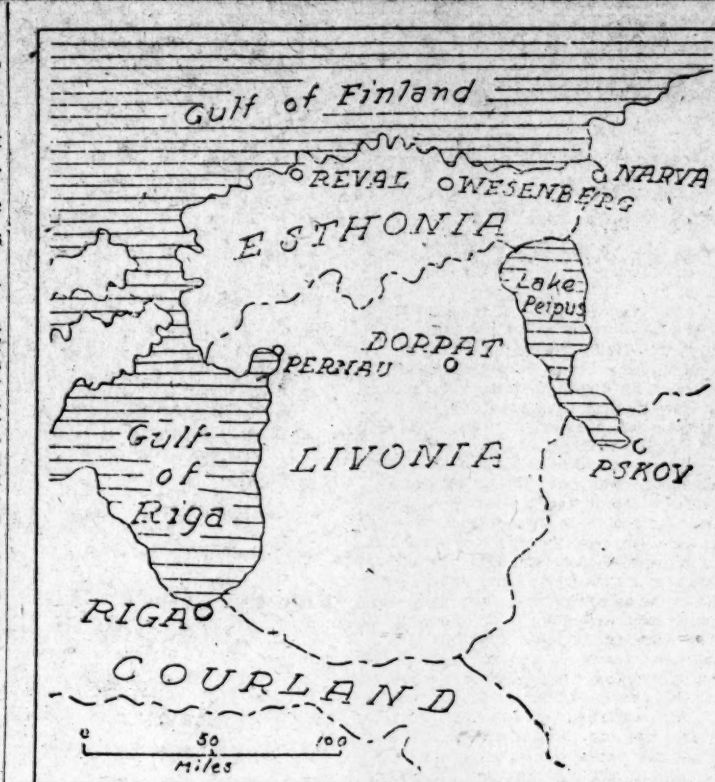 Gulf of Finland
REVAL
WESENBERG
NARVA
ESTHONIA
Lake
Peipus
DORPAT
PERNAU
Gulf
of
Riga
LIVONIA
PSKOV
RIGA
COURLAND
0 50 100
Miles